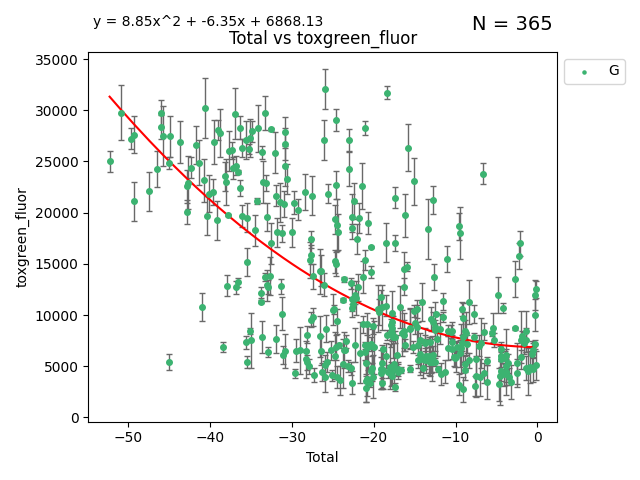 y = 8.85x^2 + -6.35x + 6868.13
N = 365
Total vs toxgreen_fluor
G
35000
30000
25000
20000
15000
10000
5000
0
toxgreen_fluor
−50 −40 −30 −20 −10 0
Total